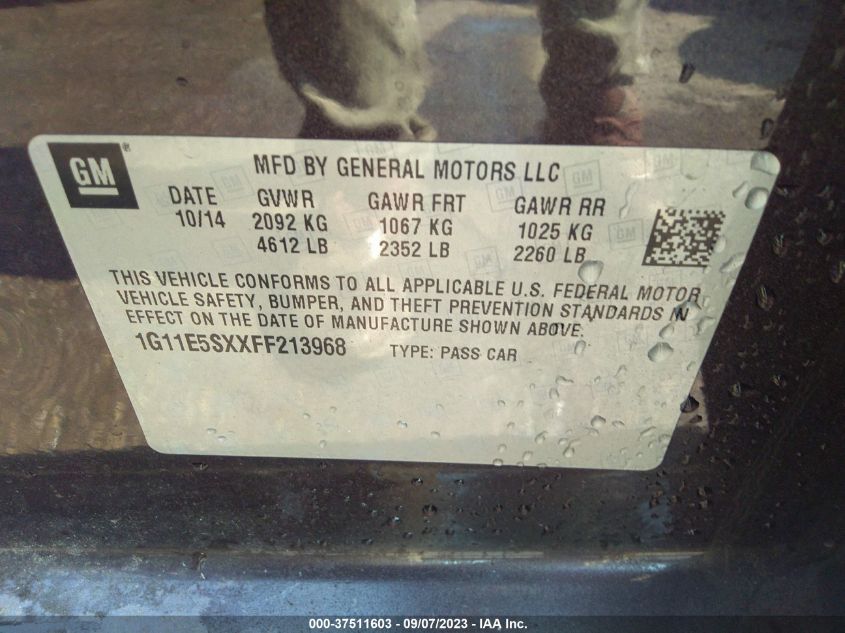 GM ®
MFD BY GENERAL MOTORS LLC
DATE GVWR GAWR FRT GAWR RR
10/14 2092 KG 1067 KG 1025 KG
4612 LB 2352 LB 2260 LB
THIS VEHICLE CONFORMS TO ALL APPLICABLE U.S. FEDERAL MOTOR
VEHICLE SAFETY, BUMPER, AND THEFT PREVENTION STANDARDS IN
EFFECT ON THE DATE OF MANUFACTURE SHOWN ABOVE.
1G11E5SXXFF213968 TYPE: PASS CAR
000-37511603 - 09/07/2023 - IAA Inc.